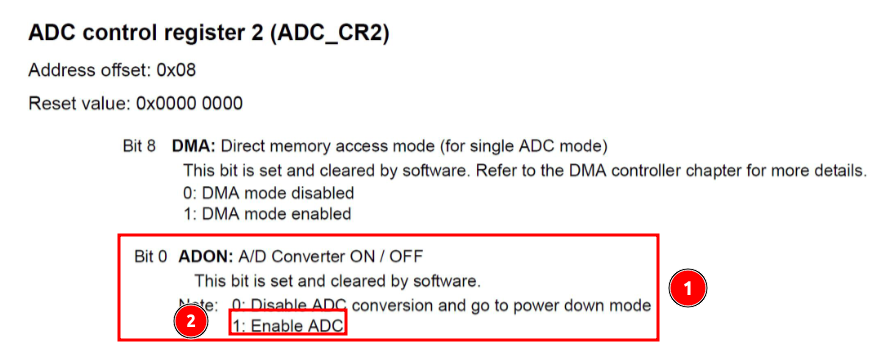 ADC control register 2 (ADC_CR2)
Address offset: 0x08
Reset value: 0x0000 0000
Bit 8 DMA: Direct memory access mode (for single ADC mode)
This bit is set and cleared by software. Refer to the DMA controller chapter for more details.
0: DMA mode disabled
1: DMA mode enabled
Bit 0 ADON: A/D Converter ON / OFF
This bit is set and cleared by software.
1
Note: 0: Disable ADC conversion and go to power down mode
2
1: Enable ADC